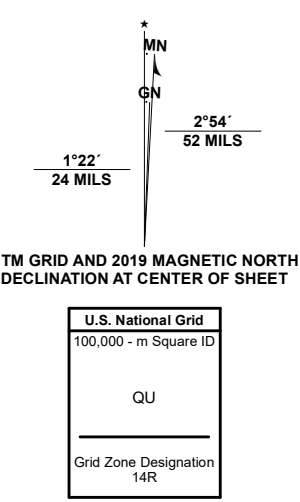 MN
GN
2°54´
52 MILS
1°22´
24 MILS
TM GRID AND 2019 MAGNETIC NORTH
DECLINATION AT CENTER OF SHEET
U.S. National Grid
100,000 - m Square ID
QU
Grid Zone Designation
14R